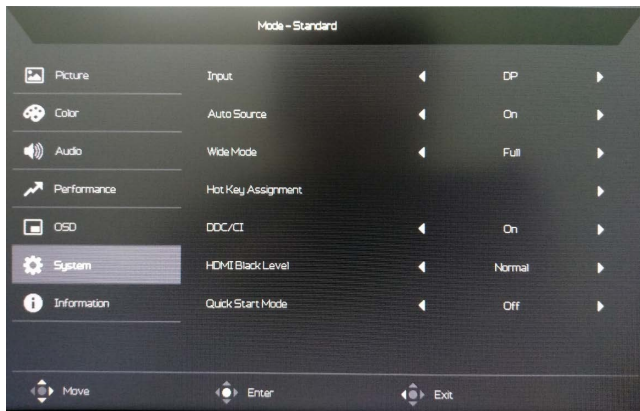 Mode - Standard
Picture Input DP
Color Auto Source On
Audio Wide Mode Full
Performance Hot Key Assignment
OSD DDC/CI On
System HDMI Black Level Normal
Information Quick Start Mode Off
Move Enter Exit